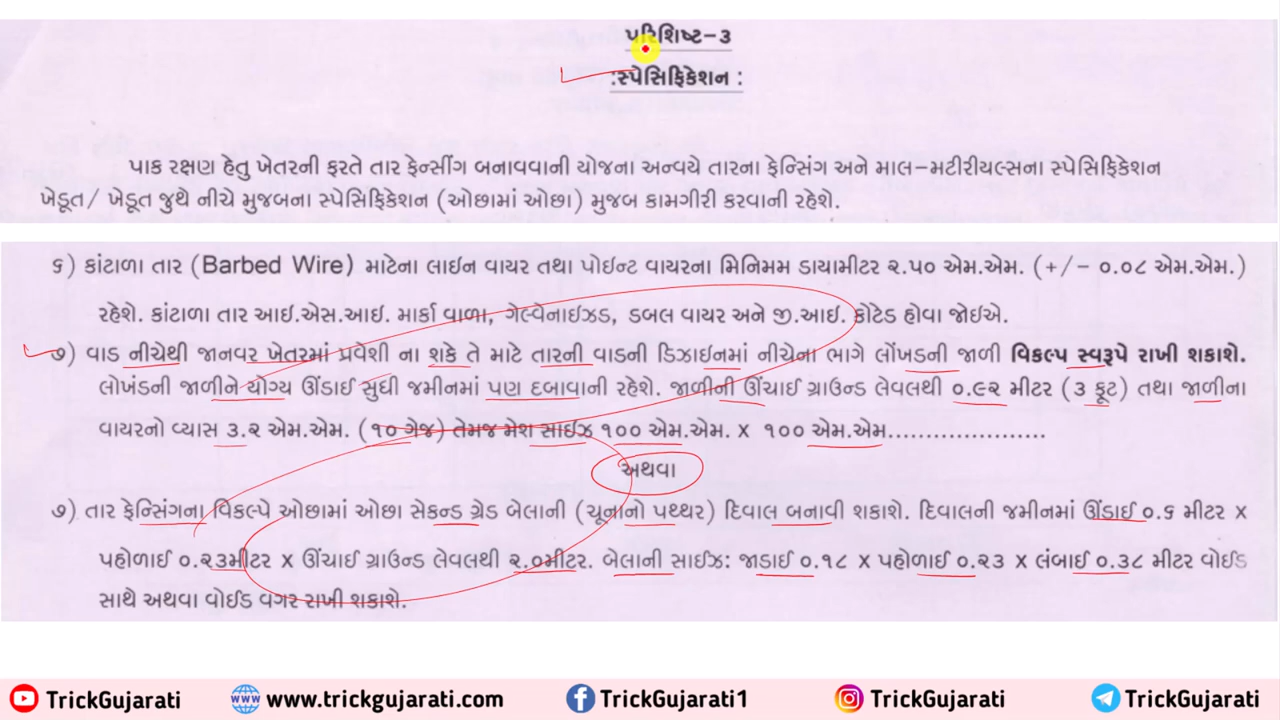 પરિશિષ્ટ-૩
:સ્પેસિફિકેશન :
પાક રક્ષણ હેતુ ખેતરની ફરતે તાર ફેન્સીંગ બનાવવાની યોજના અન્વયે તારના ફેન્સિંગ અને માલ-મટીરીયલ્સના સ્પેસિફિકેશન
ખેડૂત/ ખેડૂત જુથે નીચે મુજબના સ્પેસિફિકેશન (ઓછામાં ઓછા) મુજબ કામગીરી કરવાની રહેશે.
૬) કાંટાળા તાર (Barbed Wire) માટેના લાઇન વાયર તથા પોઇન્ટ વાયરના મિનિમમ ડાયામીટર ૨.૫૦ એમ.એમ. (+/- ૦.૦૮ એમ.એમ.)
રહેશે. કાંટાળા તાર આઇ.એસ.આઇ. માર્કા વાળા, ગેલ્વેનાઇઝડ, ડબલ વાયર અને જી.આઇ. કોટેડ હોવા જોઇએ.
૭) વાડ નીચેથી જાનવર ખેતરમાં પ્રવેશી ના શકે તે માટે તારની વાડની ડિઝાઇનમાં નીચેના ભાગે લોંખડની જાળી વિકલ્પ સ્વરૂપે રાખી શકાશે.
લોખંડની જાળીને યોગ્ય ઊંડાઈ સુધી જમીનમાં પણ દબાવાની રહેશે. જાળીની ઊંચાઈ ગ્રાઉન્ડ લેવલથી ૦.૯૨ મીટર (૩ ફૂટ) તથા જાળીના
વાયરનો વ્યાસ ૩.૨ એમ.એમ. (૧૦ ગેજ) તેમજ મેશ સાઈઝ ૧૦૦ એમ.એમ. X ૧૦૦ એમ.એમ.....................
અથવા
૭) તાર ફેન્સિંગના વિકલ્પે ઓછામાં ઓછા સેકન્ડ ગ્રેડ બેલાની (ચૂનાનો પથ્થર) દિવાલ બનાવી શકાશે. દિવાલની જમીનમાં ઊંડાઈ ૦.૬ મીટર X
પહોળાઈ ૦.૨૩મીટર X ઊંચાઈ ગ્રાઉન્ડ લેવલથી ૨.૦મીટર. બેલાની સાઈઝ: જાડાઈ ૦.૧૮ X પહોળાઈ ૦.૨૩ X લંબાઈ ૦.૩૮ મીટર વોઈડ
સાથે અથવા વોઈડ વગર રાખી શકાશે.
TrickGujarati www.trickgujarati.com TrickGujarati1 TrickGujarati TrickGujarati